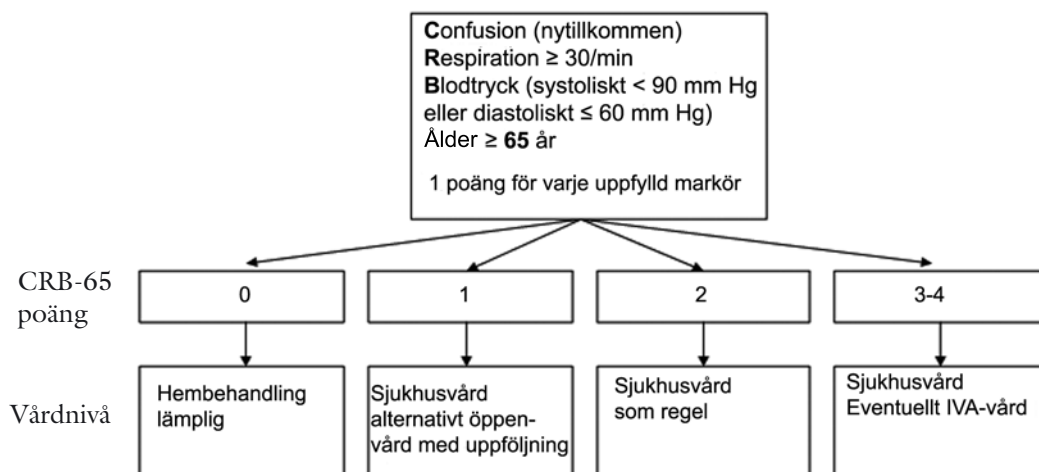 Confusion (nytillkommen)
Respiration ≥ 30/min
Blodtryck (systoliskt < 90 mm Hg
eller diastoliskt ≤ 60 mm Hg)
Ålder ≥ 65 år
1 poäng för varje uppfylld markör
CRB-65
poäng
0
1
2
3-4
Vårdnivå
Hembehandling
lämplig
Sjukhusvård
alternativt öppen-
vård med uppföljning
Sjukhusvård
som regel
Sjukhusvård
Eventuellt IVA-vård